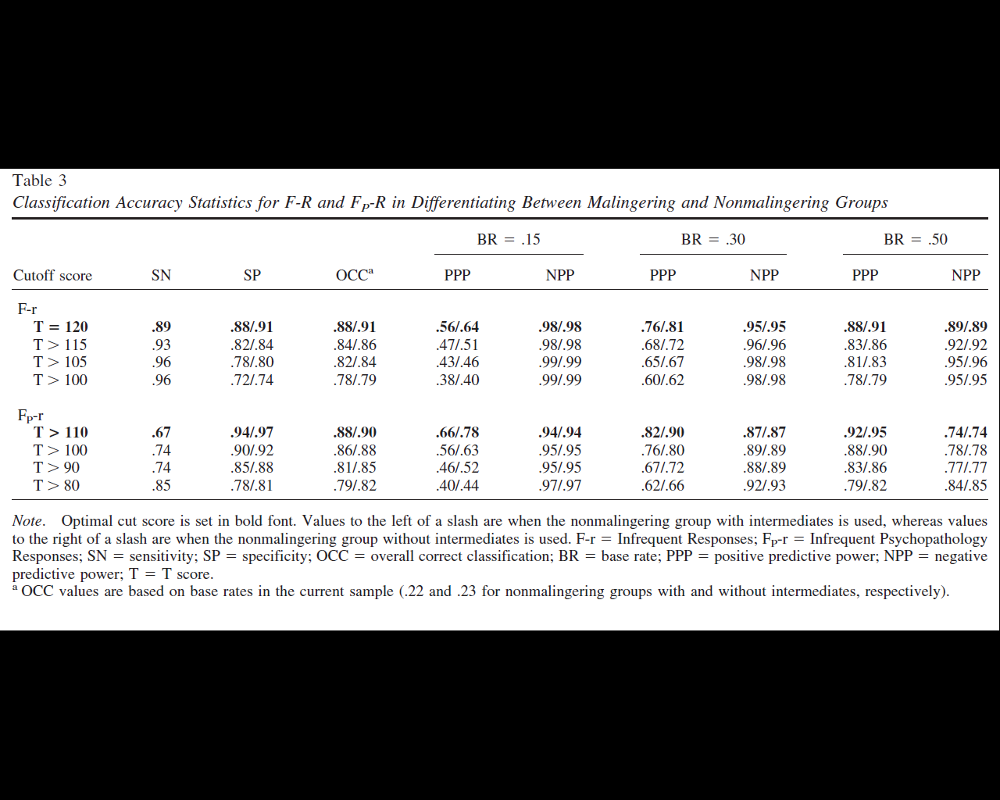 Table 3
Classification Accuracy Statistics for F-R and FP-R in Differentiating Between Malingering and Nonmalingering Groups
BR = .15 BR = .30 BR = .50
Cutoff score SN SP OCCa PPP NPP PPP NPP PPP NPP
F-r
T = 120 .89 .88/.91 .88/.91 .56/.64 .98/.98 .76/.81 .95/.95 .88/.91 .89/.89
T > 115 .93 .82/.84 .84/.86 .47/.51 .98/.98 .68/.72 .96/.96 .83/.86 .92/.92
T > 105 .96 .78/.80 .82/.84 .43/.46 .99/.99 .65/.67 .98/.98 .81/.83 .95/.96
T > 100 .96 .72/.74 .78/.79 .38/.40 .99/.99 .60/.62 .98/.98 .78/.79 .95/.95
FP-r
T > 110 .67 .94/.97 .88/.90 .66/.78 .94/.94 .82/.90 .87/.87 .92/.95 .74/.74
T > 100 .74 .90/.92 .86/.88 .56/.63 .95/.95 .76/.80 .89/.89 .88/.90 .78/.78
T > 90 .74 .85/.88 .81/.85 .46/.52 .95/.95 .67/.72 .88/.89 .83/.86 .77/.77
T > 80 .85 .78/.81 .79/.82 .40/.44 .97/.97 .62/.66 .92/.93 .79/.82 .84/.85
Note. Optimal cut score is set in bold font. Values to the left of a slash are when the nonmalingering group with intermediates is used, whereas values
to the right of a slash are when the nonmalingering group without intermediates is used. F-r = Infrequent Responses; FP-r = Infrequent Psychopathology
Responses; SN = sensitivity; SP = specificity; OCC = overall correct classification; BR = base rate; PPP = positive predictive power; NPP = negative
predictive power; T = T score.
a OCC values are based on base rates in the current sample (.22 and .23 for nonmalingering groups with and without intermediates, respectively).